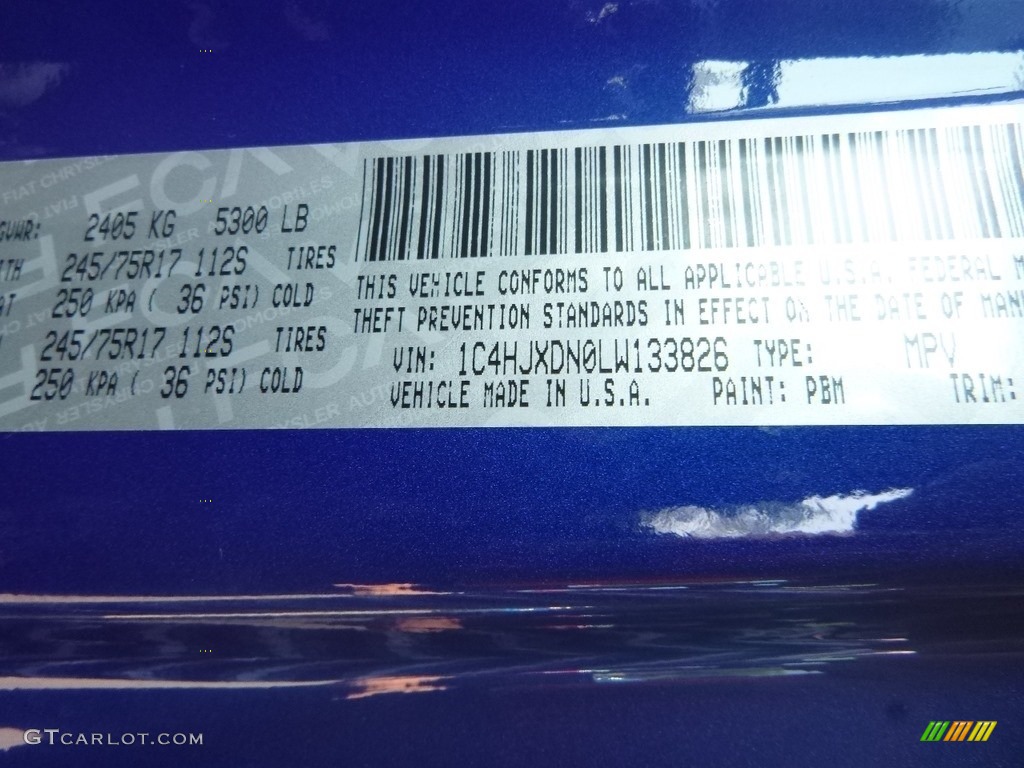 GVWR: 2405 KG 5300 LB
245/75R17 112S TIRES
250 KPA ( 36 PSI) COLD
245/75R17 112S TIRES
250 KPA ( 36 PSI) COLD
THIS VEHICLE CONFORMS TO ALL APPLICABLE U.S.A. FEDERAL M
THEFT PREVENTION STANDARDS IN EFFECT ON THE DATE OF MANU
VIN: 1C4HJXDN0LW133826 TYPE: MPV
VEHICLE MADE IN U.S.A. PAINT: PBM TRIM:
GTCARLOT.COM